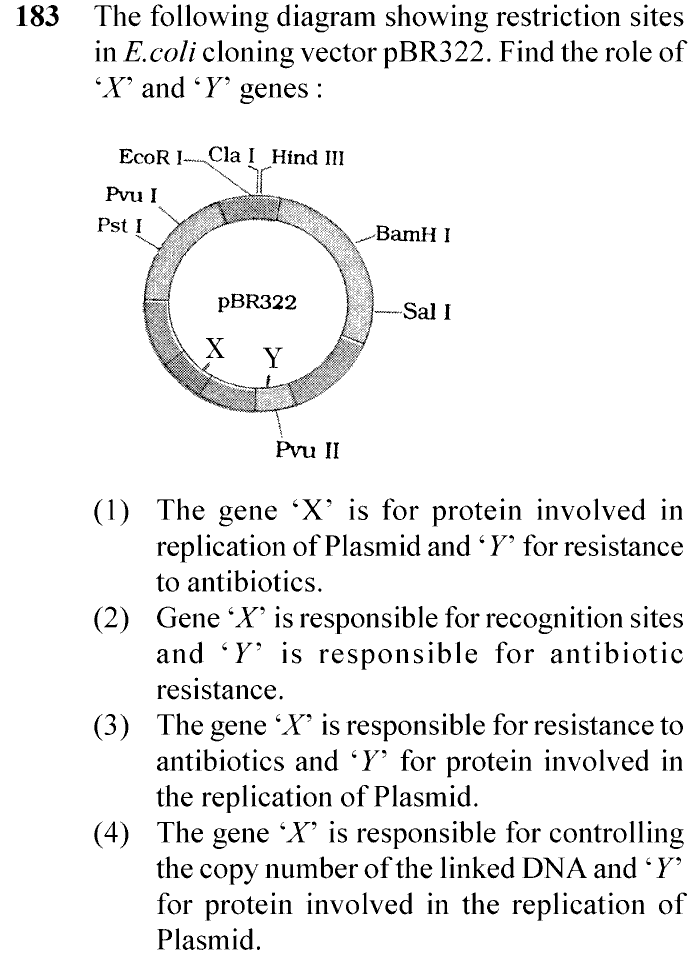 183 The following diagram showing restriction sites
in E.coli cloning vector pBR322. Find the role of
‘X’ and ‘Y’ genes :
EcoR I Cla I Hind III
Pvu I
Pst I
BamH I
pBR322
Sal I
X Y
Pvu II
(1) The gene ‘X’ is for protein involved in
replication of Plasmid and ‘Y’ for resistance
to antibiotics.
(2) Gene ‘X’ is responsible for recognition sites
and ‘Y’ is responsible for antibiotic
resistance.
(3) The gene ‘X’ is responsible for resistance to
antibiotics and ‘Y’ for protein involved in
the replication of Plasmid.
(4) The gene ‘X’ is responsible for controlling
the copy number of the linked DNA and ‘Y’
for protein involved in the replication of
Plasmid.